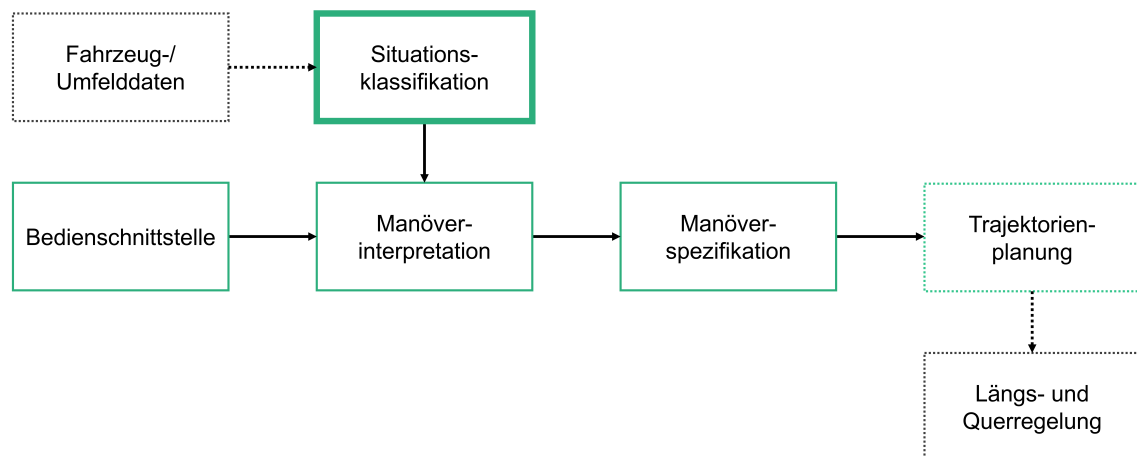 Fahrzeug-/
Umfelddaten
Situations-
klassifikation
Bedienschnittstelle
Manöver-
interpretation
Manöver-
spezifikation
Trajektorien-
planung
Längs- und
Querregelung